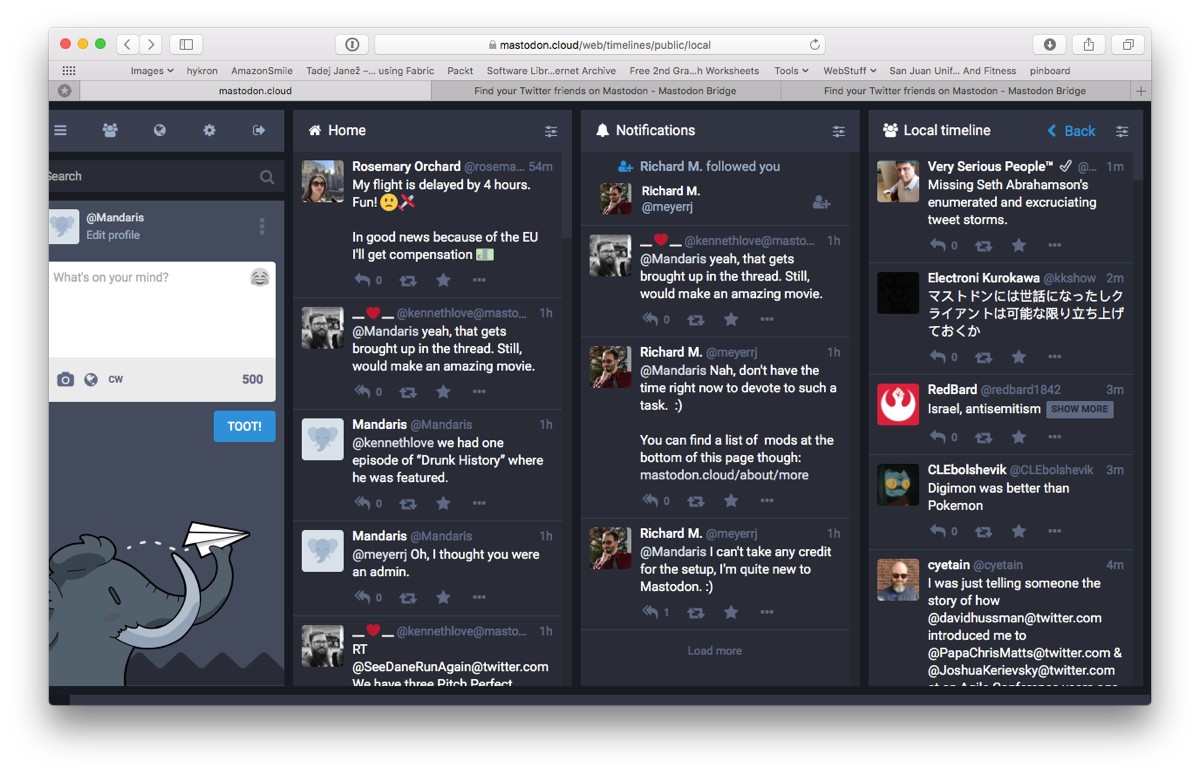 mastodon.cloud/web/timelines/public/local
Images hykron AmazonSmile Tadej Janež –... using Fabric Packt Software Libr...ernet Archive Free 2nd Gra...h Worksheets Tools WebStuff San Juan Unif... And Fitness pinboard
mastodon.cloud
Find your Twitter friends on Mastodon - Mastodon Bridge
Find your Twitter friends on Mastodon - Mastodon Bridge
Search
@Mandaris
Edit profile
What's on your mind?
CW 500
TOOT!
Home
Rosemary Orchard @rosema... 54m
My flight is delayed by 4 hours.
Fun! 🙁✈
In good news because of the EU
I'll get compensation 💶
0
__❤️__ @kennethlove@masto... 1h
@Mandaris yeah, that gets
brought up in the thread. Still,
would make an amazing movie.
0
Mandaris @Mandaris 1h
@kennethlove we had one
episode of “Drunk History” where
he was featured.
0
Mandaris @Mandaris 1h
@meyerrj Oh, I thought you were
an admin.
0
__❤️__ @kennethlove@masto... 1h
RT
@SeeDaneRunAgain@twitter.com
We have three Pitch Perfect
Notifications
Richard M. followed you
Richard M.
@meyerrj
__❤️__ @kennethlove@masto... 1h
@Mandaris yeah, that gets
brought up in the thread. Still,
would make an amazing movie.
0
Richard M. @meyerrj 1h
@Mandaris Nah, don't have the
time right now to devote to such a
task. :)
You can find a list of mods at the
bottom of this page though:
mastodon.cloud/about/more
0
Richard M. @meyerrj 1h
@Mandaris I can't take any credit
for the setup, I'm quite new to
Mastodon. :)
1
Load more
Local timeline Back
Very Serious People™ ✓ @... 1m
Missing Seth Abrahamson's
enumerated and excruciating
tweet storms.
0
Electroni Kurokawa @kkshow 2m
マストドンには世話になったしク
ライアントは可能な限り立ち上げ
ておくか
0
RedBard @redbard1842 3m
Israel, antisemitism SHOW MORE
0
CLEbolshevik @CLEbolshevik 3m
Digimon was better than
Pokemon
0
cyetain @cyetain 4m
I was just telling someone the
story of how
@davidhussman@twitter.com
introduced me to
@PapaChrisMatts@twitter.com &
@JoshuaKerievsky@twitter.com
at an Agile Conference years ago